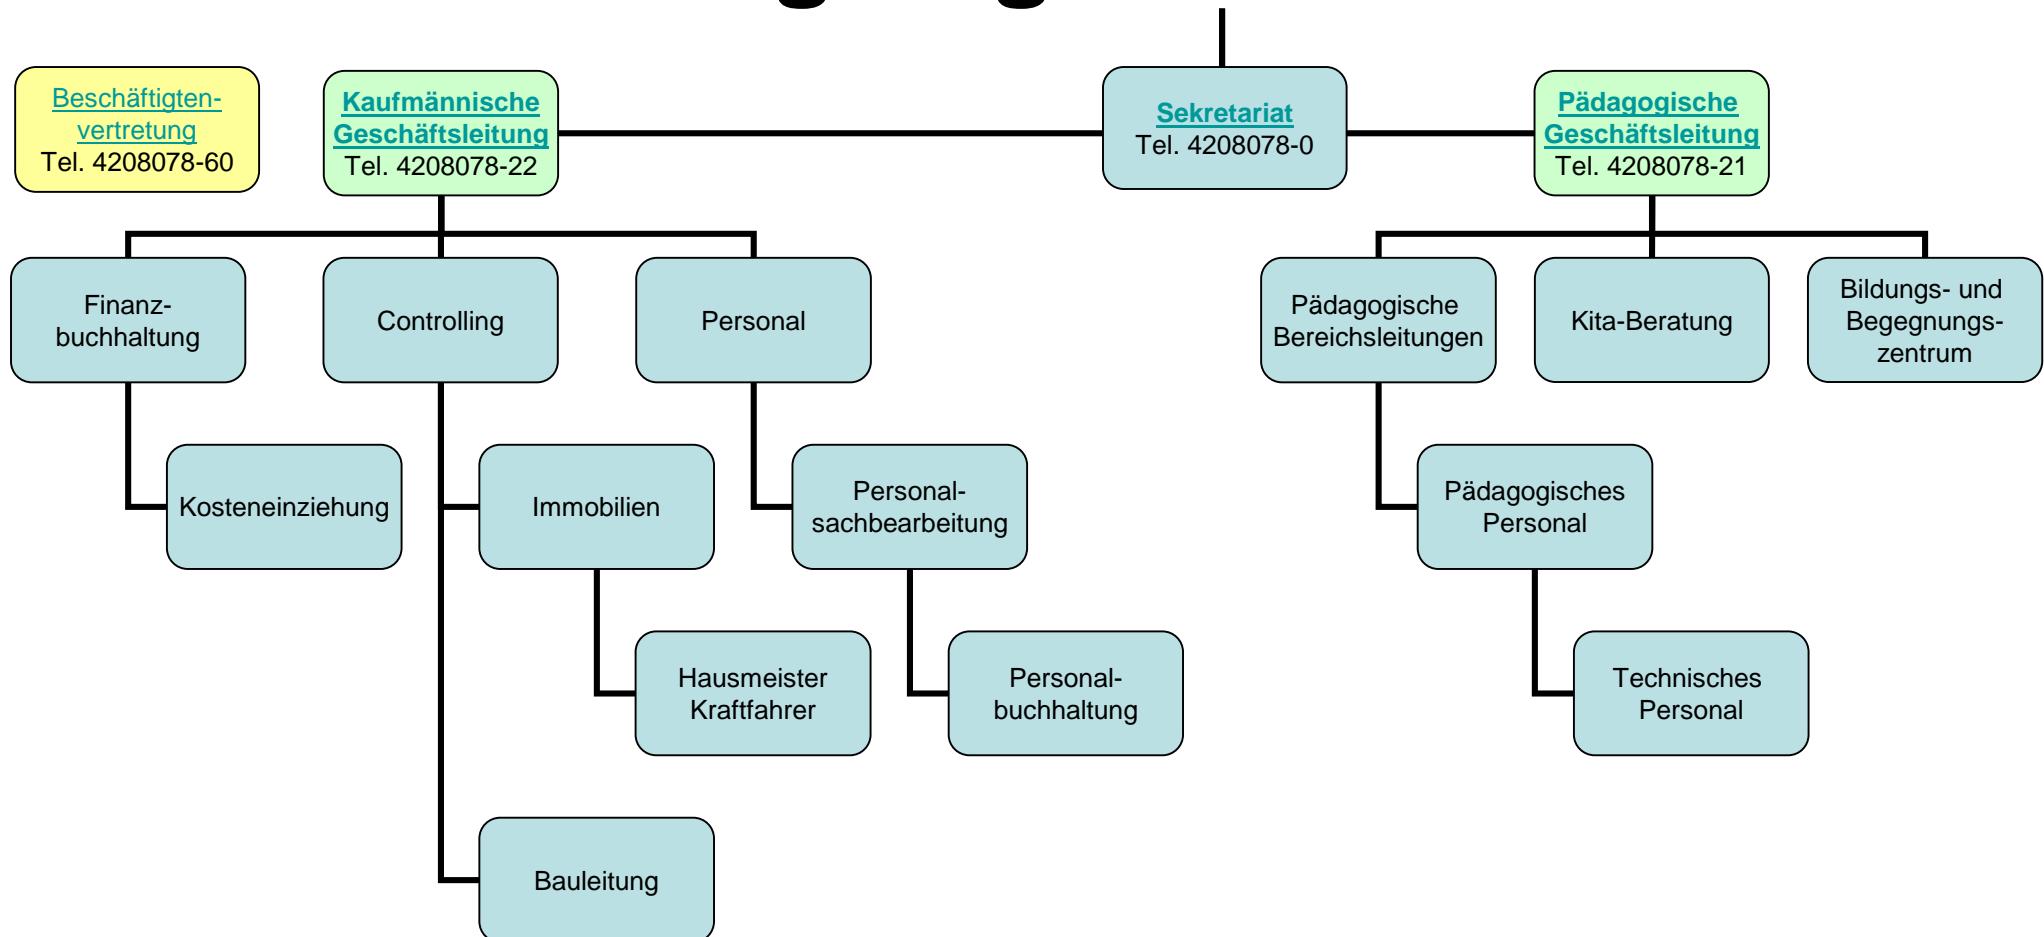 Beschäftigten-
vertretung
Tel. 4208078-60
Kaufmännische
Geschäftsleitung
Tel. 4208078-22
Sekretariat
Tel. 4208078-0
Pädagogische
Geschäftsleitung
Tel. 4208078-21
Finanz-
buchhaltung
Controlling
Personal
Pädagogische
Bereichsleitungen
Kita-Beratung
Bildungs- und
Begegnungs-
zentrum
Kosteneinziehung
Immobilien
Personal-
sachbearbeitung
Pädagogisches
Personal
Hausmeister
Kraftfahrer
Personal-
buchhaltung
Technisches
Personal
Bauleitung